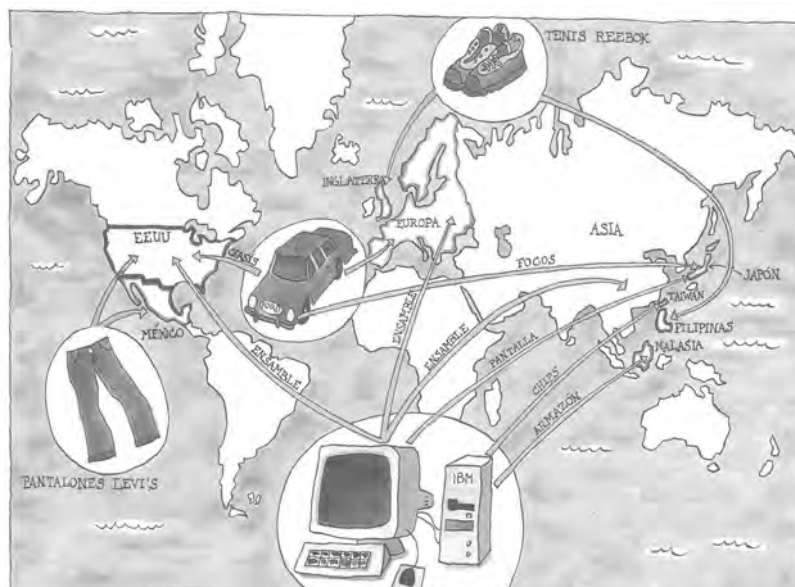 TENIS REEBOK
INGLATERRA
EUROPA
ASIA
EEUU
CHASIS
FOCOS
JAPÓN
TAIWÁN
FILIPINAS
MALASIA
MÉXICO
ENSAMBLE
ENSAMBLE
ENSAMBLE
PANTALLA
CHIPS
ARMAZÓN
PANTALONES LEVI'S
IBM